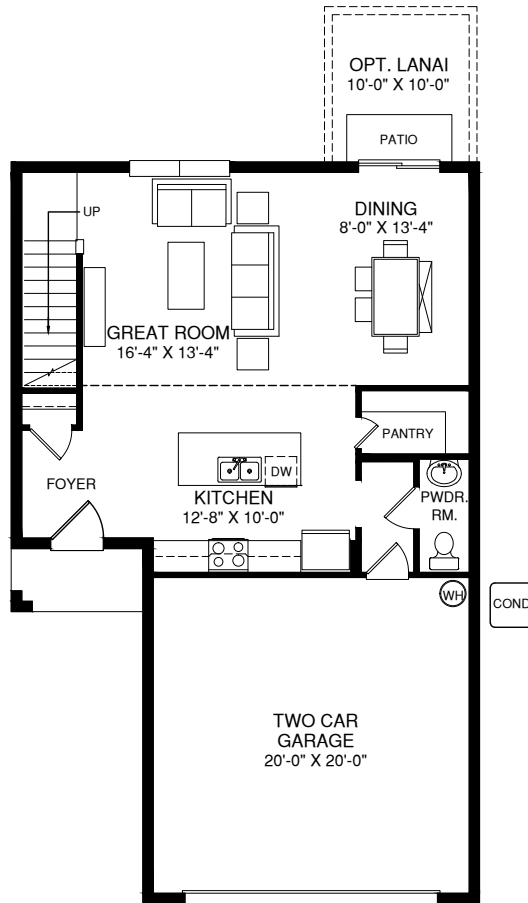 OPT. LANAI
10'-0" X 10'-0"
PATIO
UP
DINING
8'-0" X 13'-4"
GREAT ROOM
16'-4" X 13'-4"
PANTRY
DW
FOYER
KITCHEN
12'-8" X 10'-0"
PWDR.
RM.
WH
COND
TWO CAR
GARAGE
20'-0" X 20'-0"